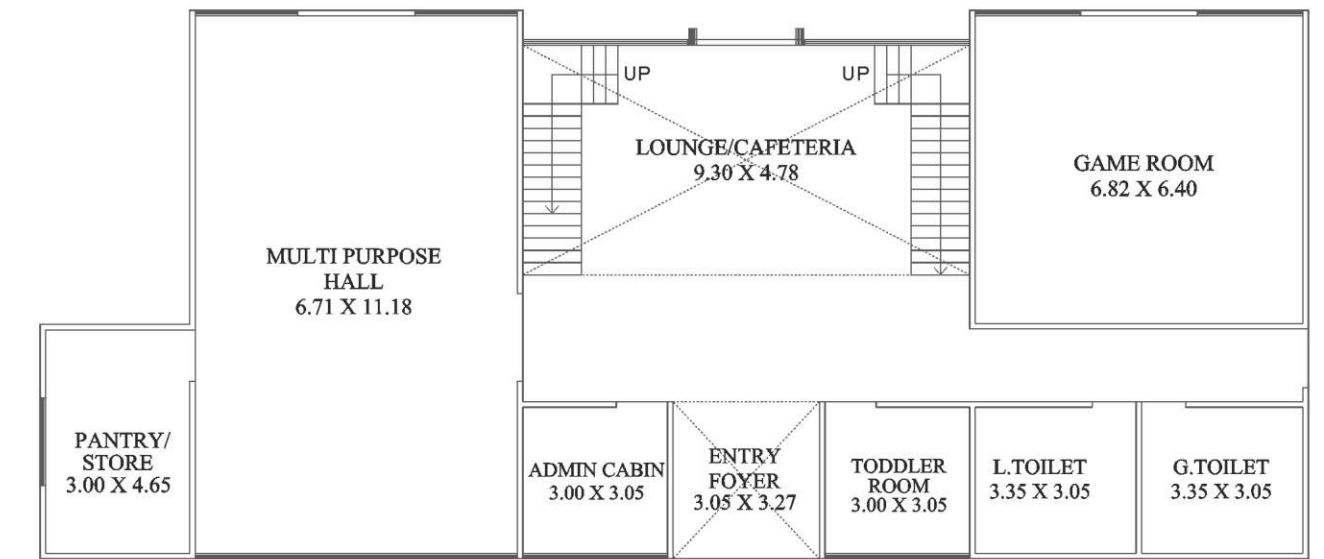 UP
UP
LOUNGE/CAFETERIA
9.30 X 4.78
GAME ROOM
6.82 X 6.40
MULTI PURPOSE
HALL
6.71 X 11.18
PANTRY/
STORE
3.00 X 4.65
ADMIN CABIN
3.00 X 3.05
ENTRY
FOYER
3.05 X 3.27
TODDLER
ROOM
3.00 X 3.05
L.TOILET
3.35 X 3.05
G.TOILET
3.35 X 3.05